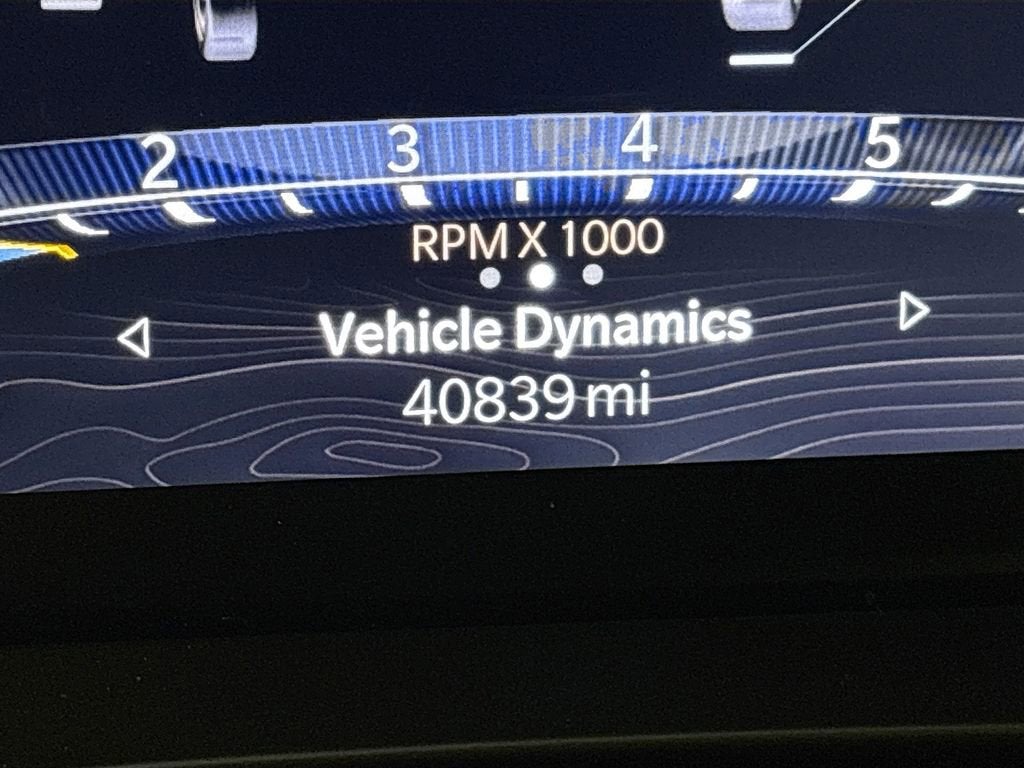 2 3 4 5
RPM X 1000
Vehicle Dynamics
40839 mi